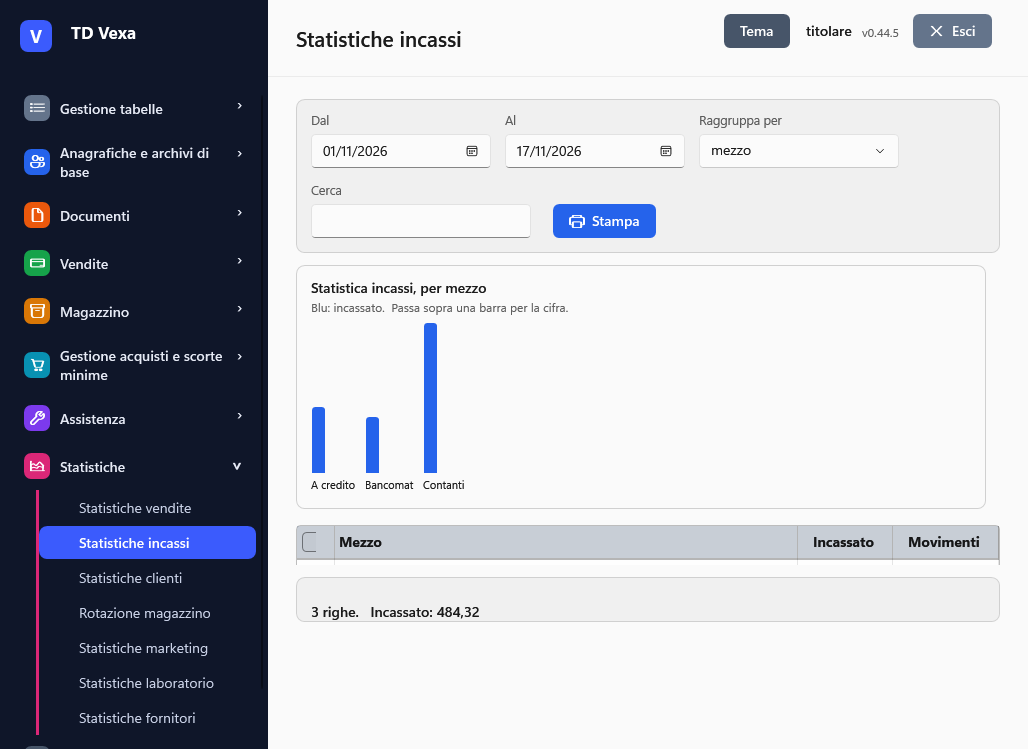 V
TD Vexa
Gestione tabelle
Anagrafiche e archivi di
base
Documenti
Vendite
Magazzino
Gestione acquisti e scorte
minime
Assistenza
Statistiche
Statistiche vendite
Statistiche incassi
Statistiche clienti
Rotazione magazzino
Statistiche marketing
Statistiche laboratorio
Statistiche fornitori
Statistiche incassi
Tema titolare v0.44.5 Esci
Dal Al Raggruppa per
01/11/2026 17/11/2026 mezzo
Cerca
Stampa
Statistica incassi, per mezzo
Blu: incassato. Passa sopra una barra per la cifra.
A credito Bancomat Contanti
Mezzo Incassato Movimenti
3 righe. Incassato: 484,32